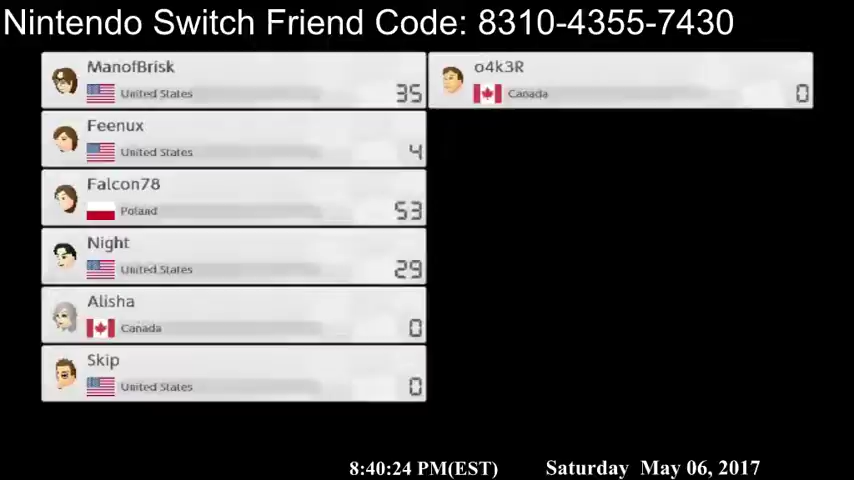 Nintendo Switch Friend Code: 8310-4355-7430
ManofBrisk
United States
35
o4k3R
Canada
0
Feenux
United States
4
Falcon78
Poland
53
Night
United States
29
Alisha
Canada
0
Skip
United States
0
8:40:24 PM(EST) Saturday May 06, 2017